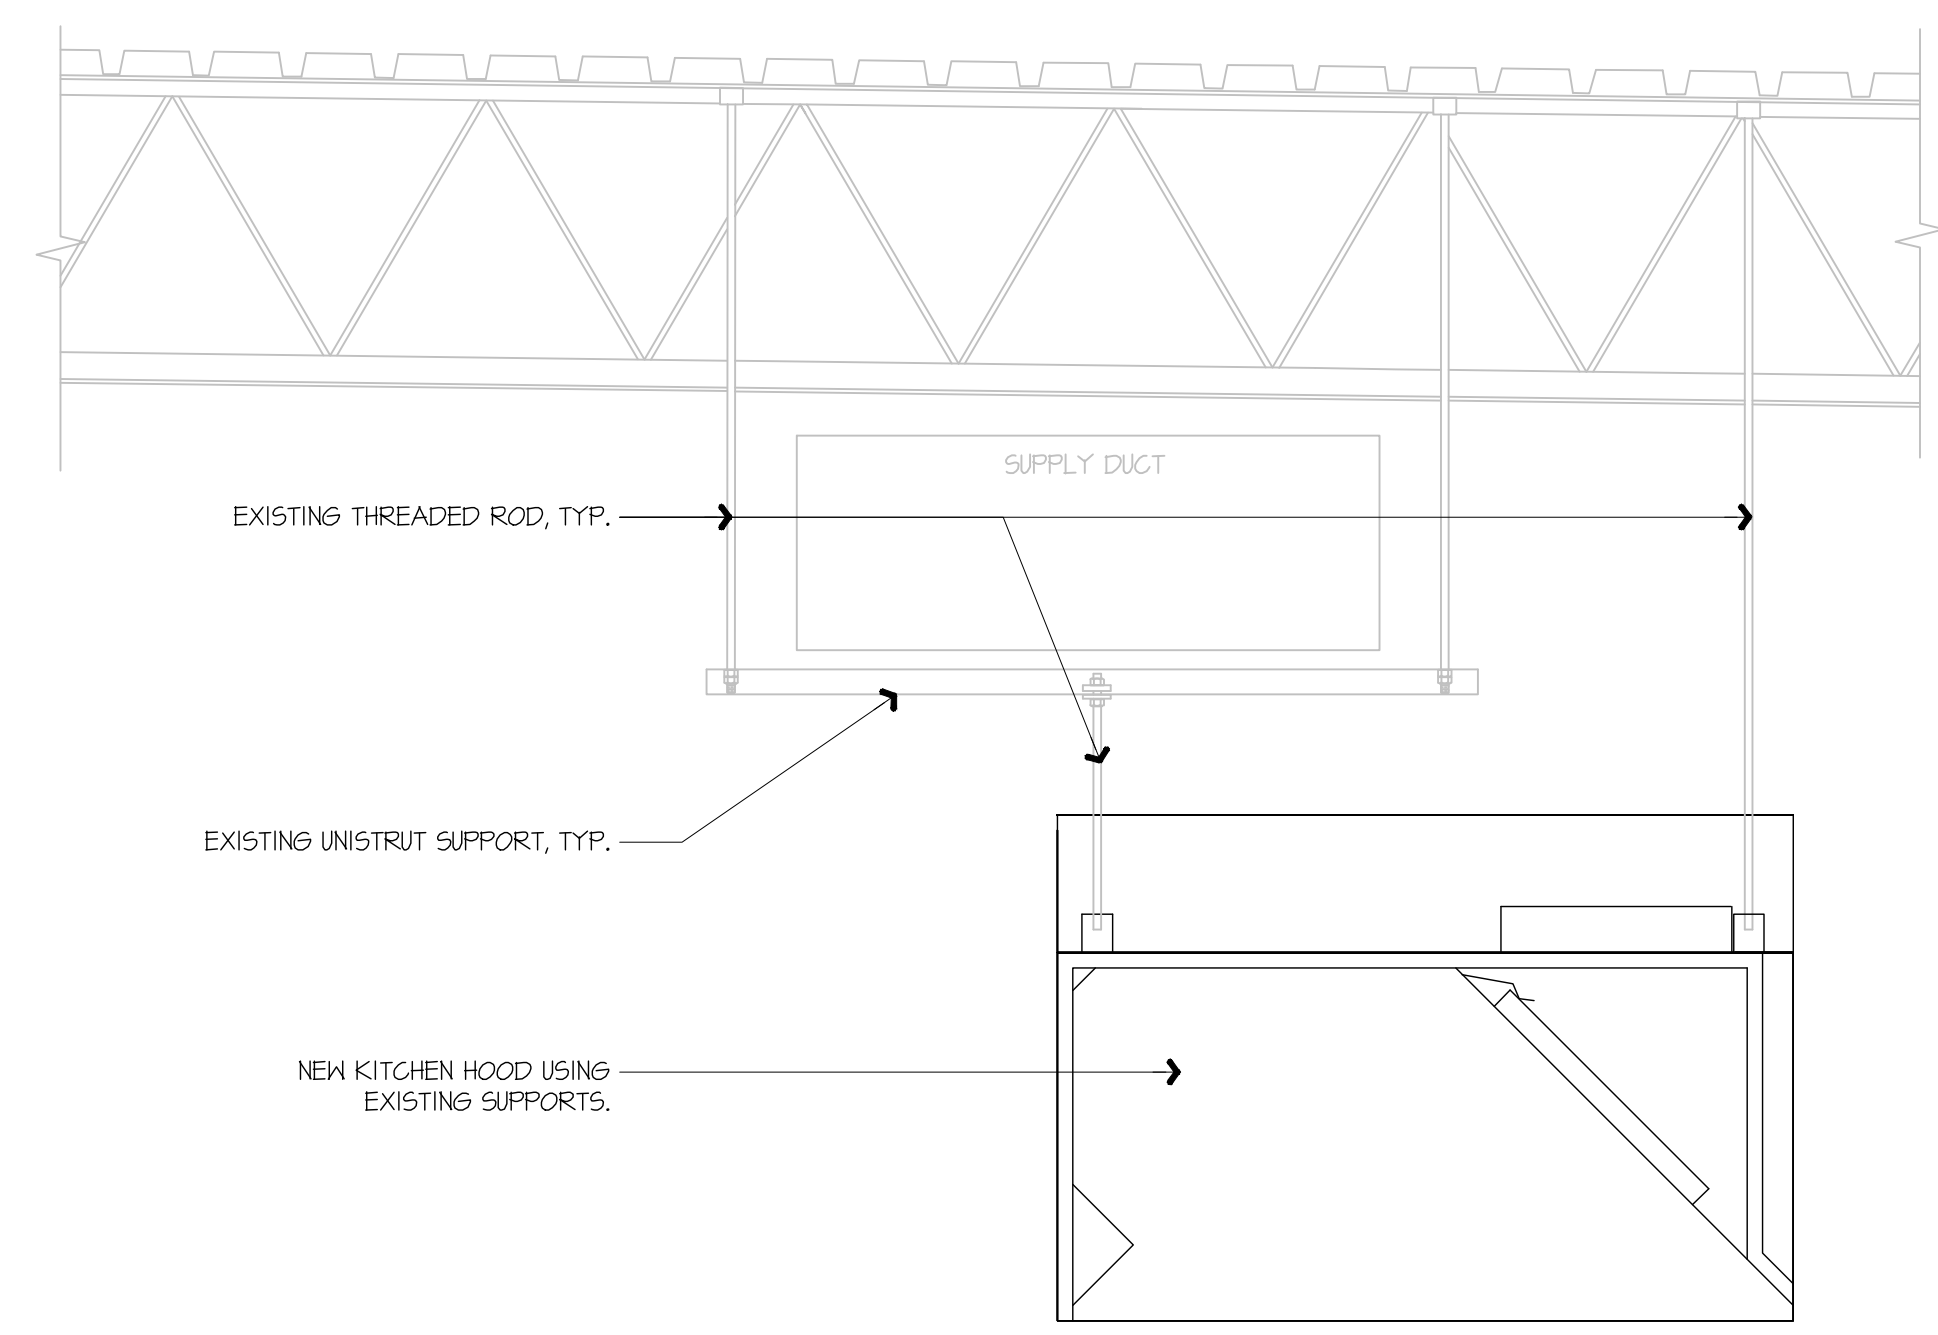 SUPPLY DUCT
EXISTING THREADED ROD, TYP.
EXISTING UNISTRUT SUPPORT, TYP.
NEW KITCHEN HOOD USING
EXISTING SUPPORTS.